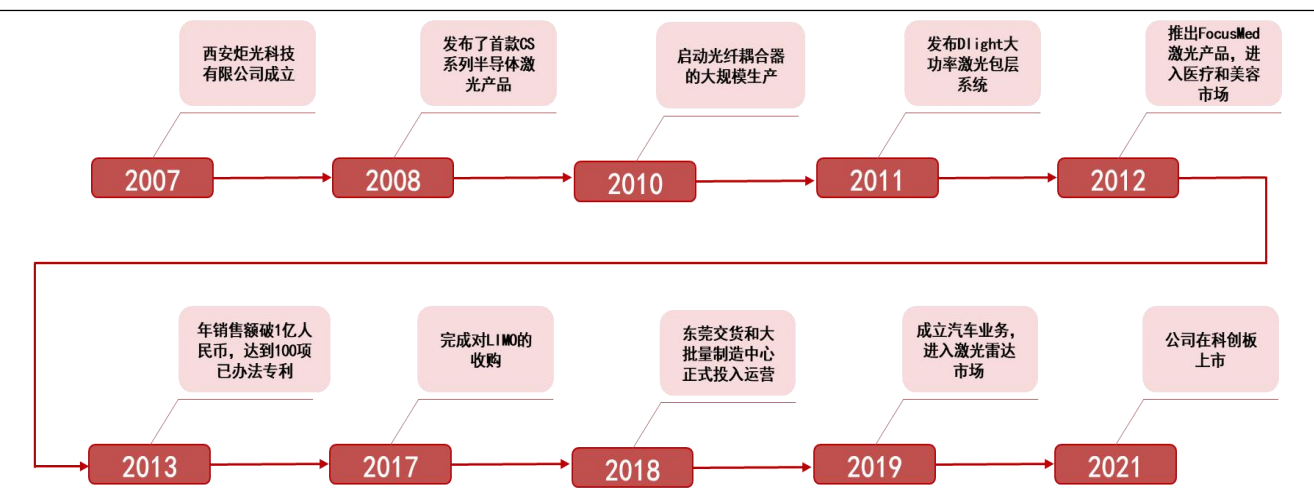 西安炬光科技
有限公司成立
发布了首款CS
系列半导体激
光产品
启动光纤耦合器
的大规模生产
发布Dlight大
功率激光包层
系统
推出FocusMed
激光产品，进
入医疗和美容
市场
2007
2008
2010
2011
2012
年销售额破1亿人
民币，达到100项
已办法专利
完成对LIMO的
收购
东莞交货和大
批量制造中心
正式投入运营
成立汽车业务，
进入激光雷达
市场
公司在科创板
上市
2013
2017
2018
2019
2021